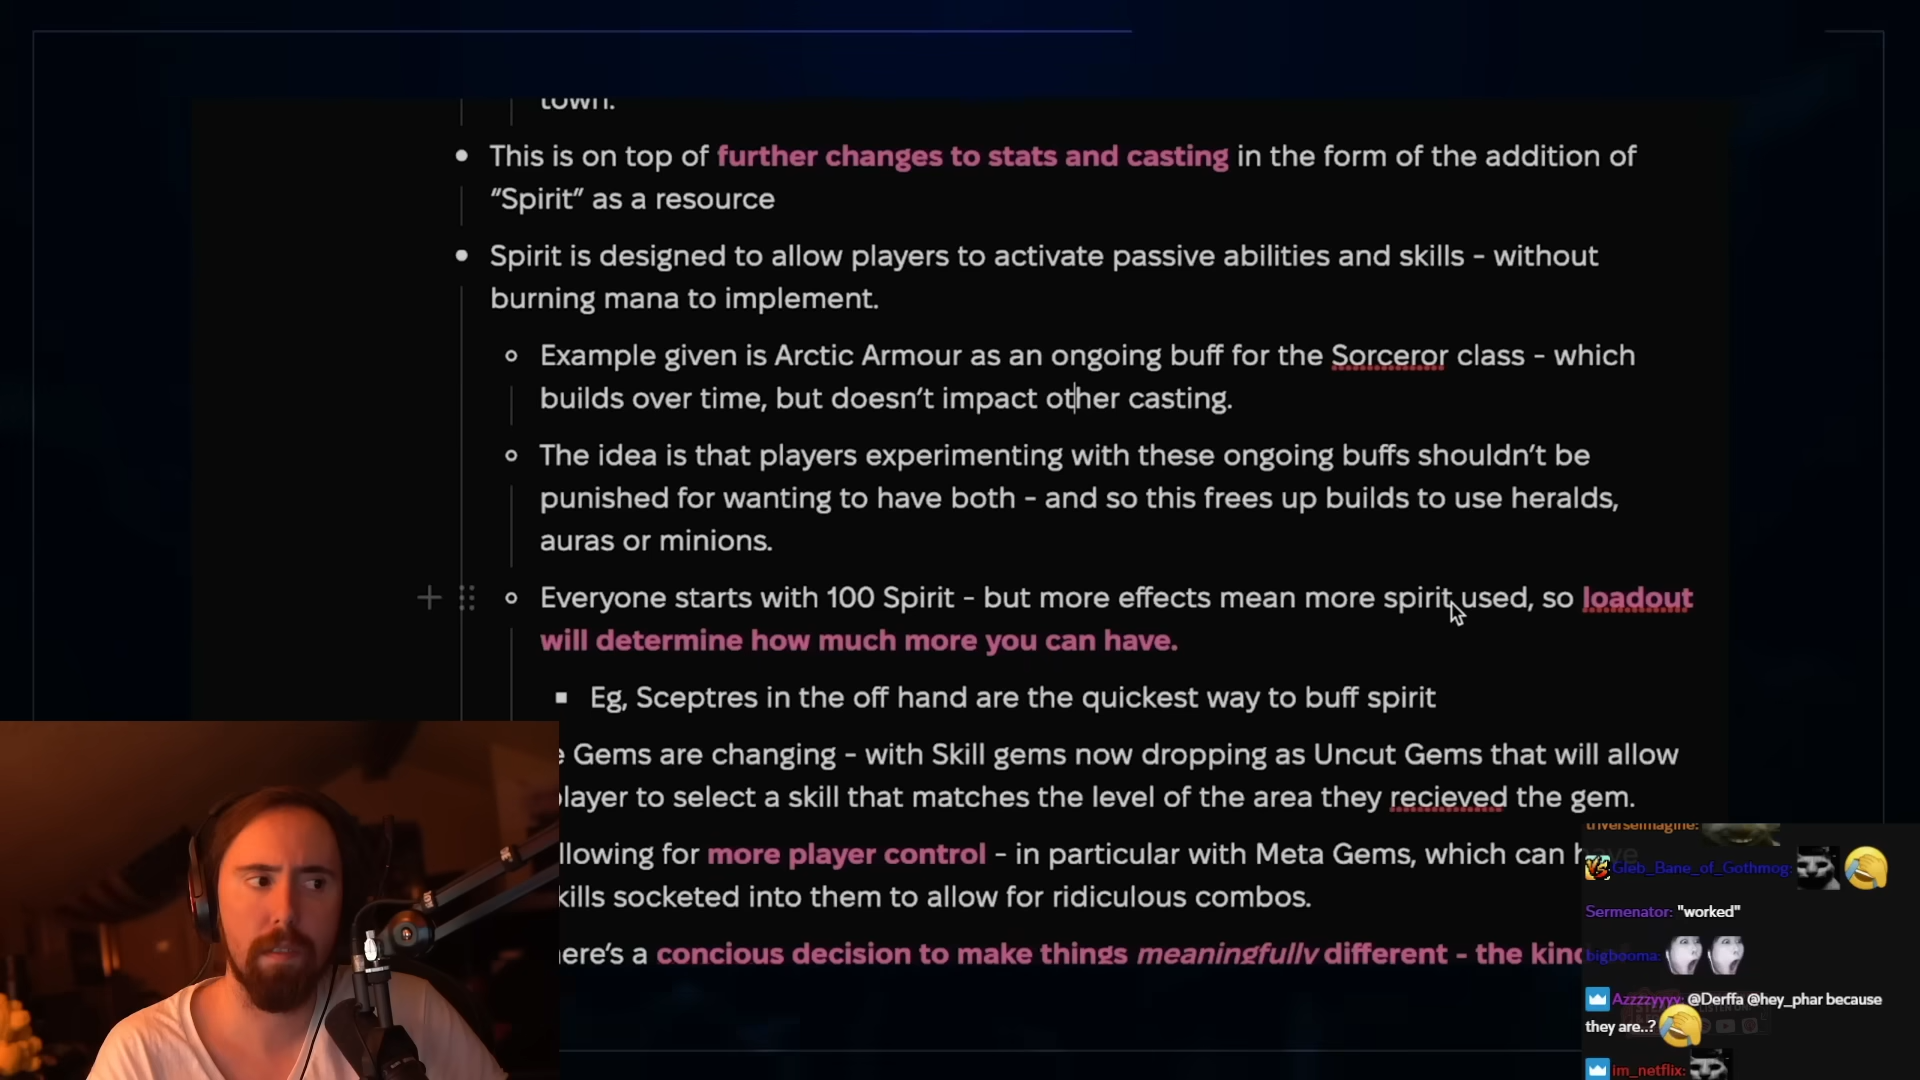 town.
This is on top of further changes to stats and casting in the form of the addition of
“Spirit” as a resource
Spirit is designed to allow players to activate passive abilities and skills - without
burning mana to implement.
Example given is Arctic Armour as an ongoing buff for the Sorceror class - which
builds over time, but doesn’t impact other casting.
The idea is that players experimenting with these ongoing buffs shouldn’t be
punished for wanting to have both - and so this frees up builds to use heralds,
auras or minions.
Everyone starts with 100 Spirit - but more effects mean more spirit used, so loadout
will determine how much more you can have.
Eg, Sceptres in the off hand are the quickest way to buff spirit
e Gems are changing - with Skill gems now dropping as Uncut Gems that will allow
player to select a skill that matches the level of the area they recieved the gem.
llowing for more player control - in particular with Meta Gems, which can have
kills socketed into them to allow for ridiculous combos.
here’s a concious decision to make things meaningfully different - the kind
triverseimagine:
Gleb_Bane_of_Gothmog:
Sermenator: "worked"
bigbooma:
Azzzzyyyy: @Derffa @hey_phar because
they are..?
im_netflix: